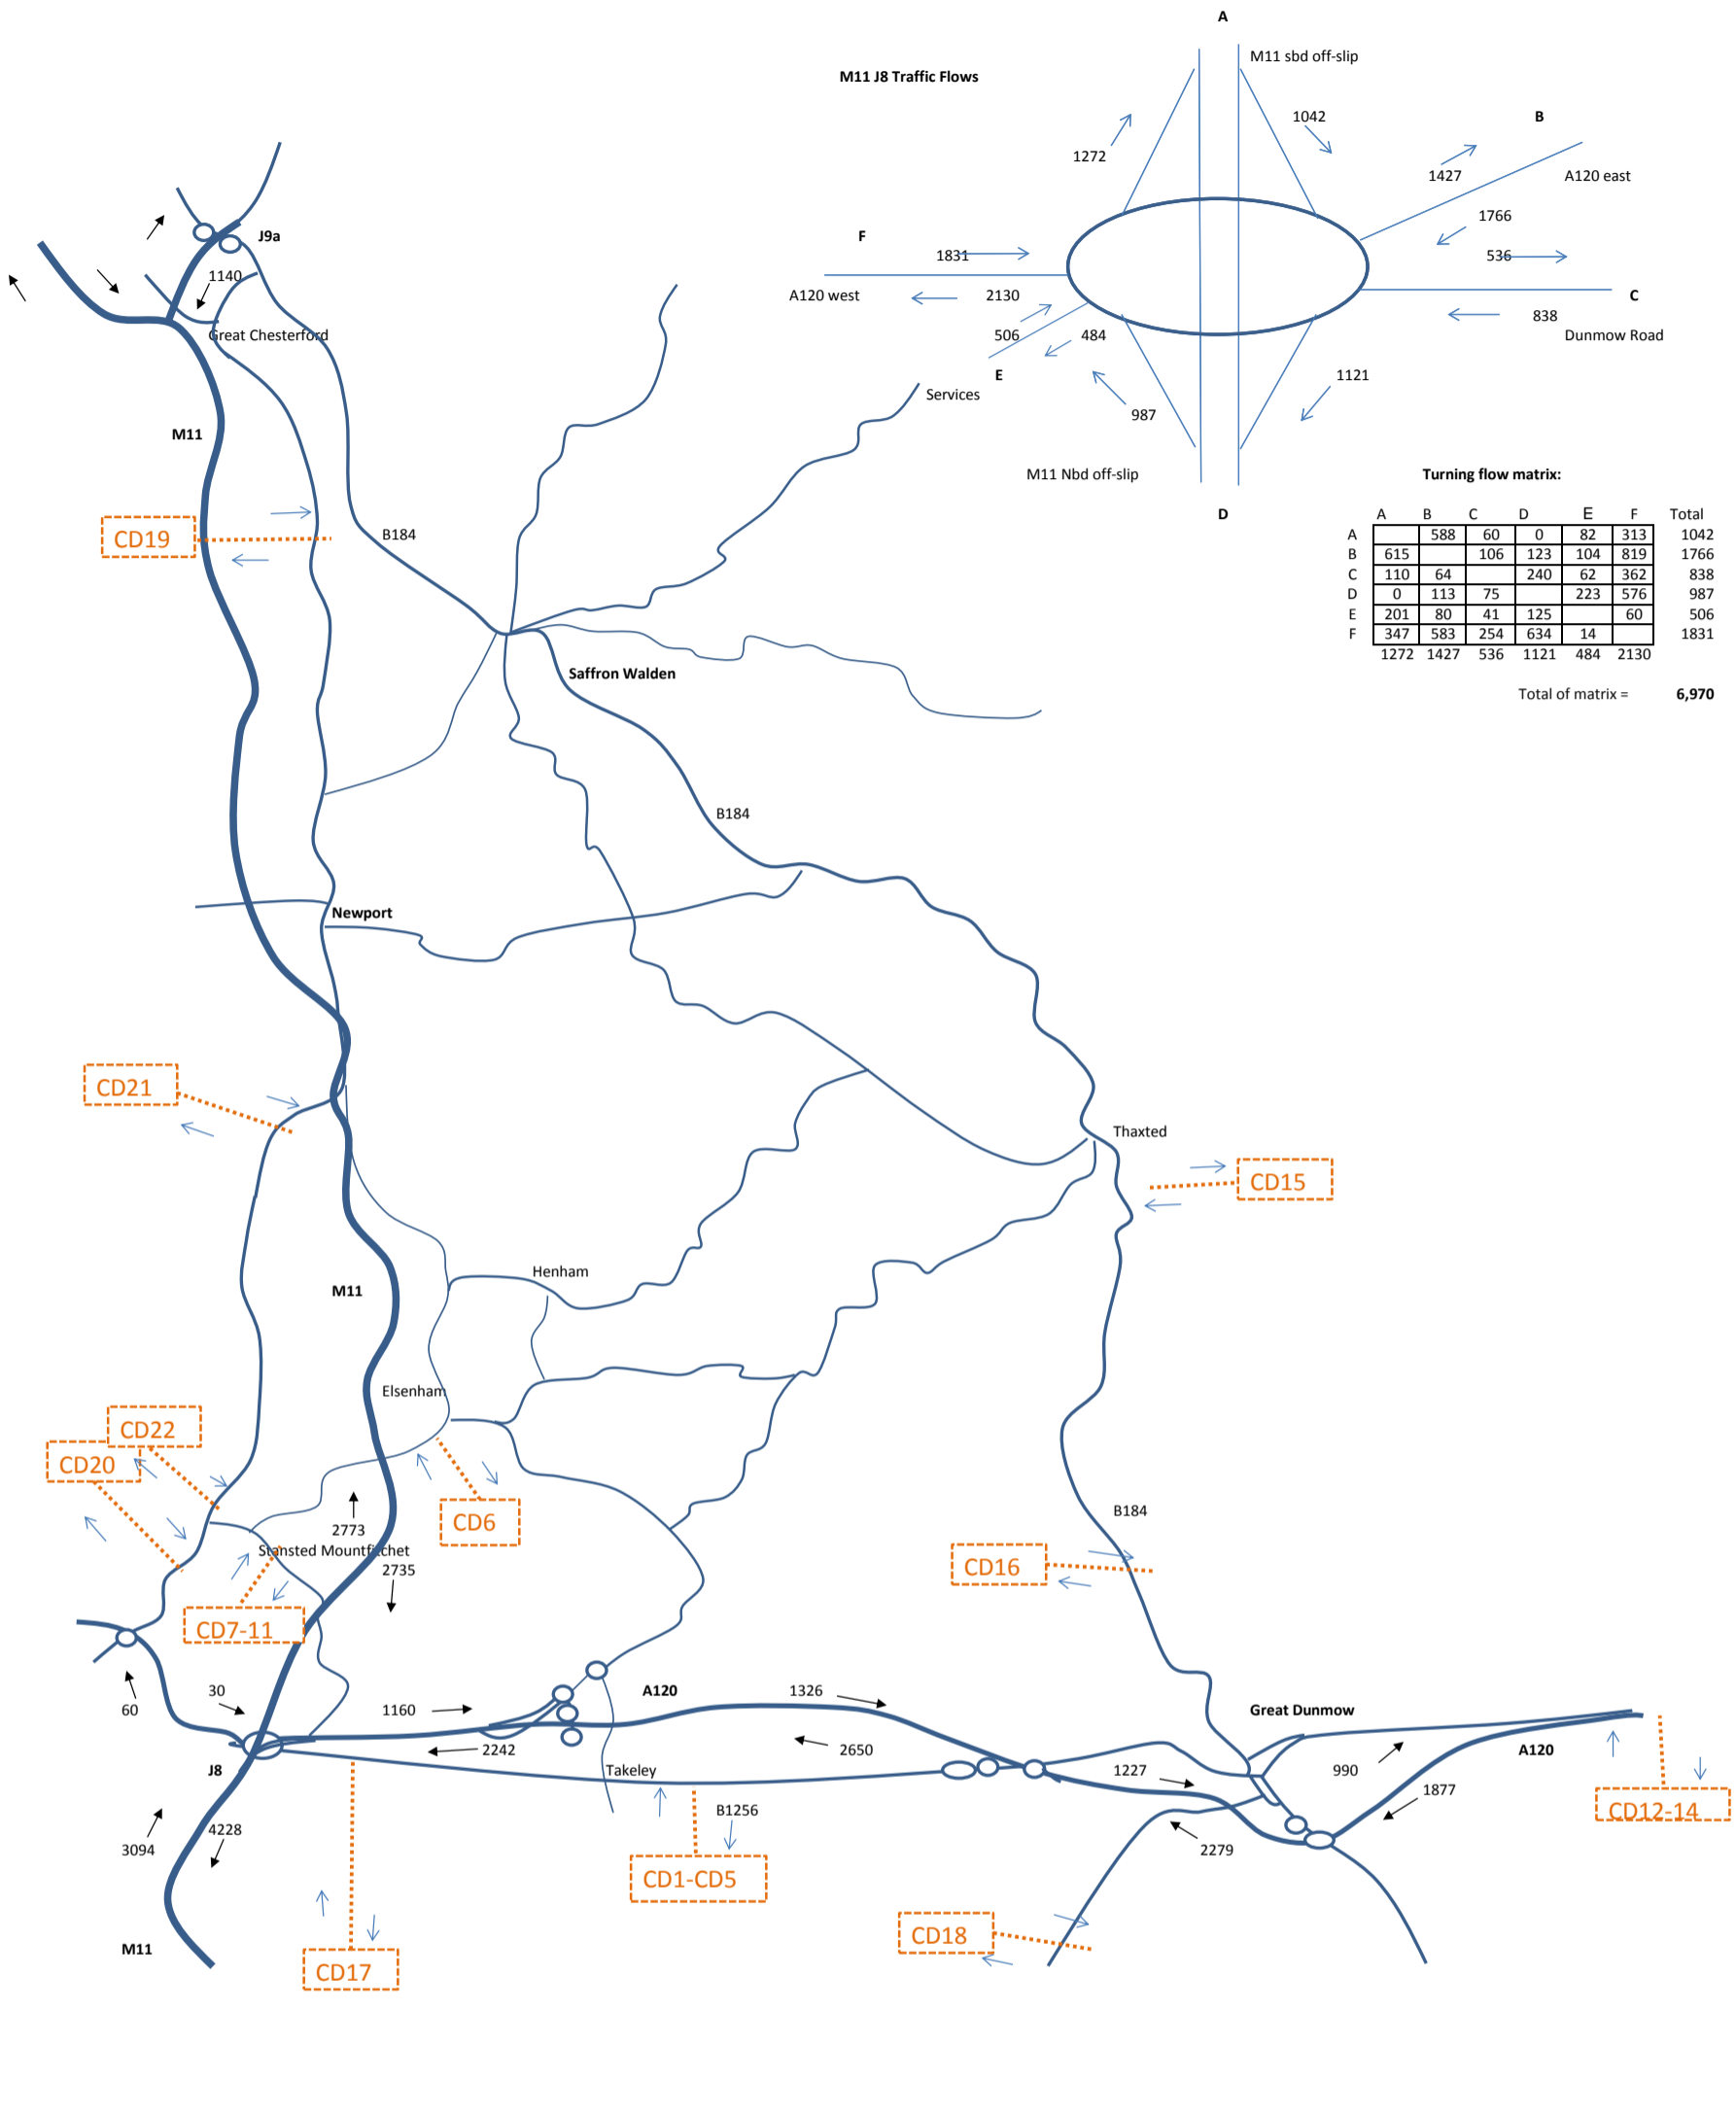 A
M11 sbd off-slip
M11 J8 Traffic Flows
1042
B
1272
1427
A120 east
1766
F
1831
536
A120 west
2130
C
838
506
484
Dunmow Road
E
1121
Services
987
M11 Nbd off-slip
D
Turning flow matrix:
A B C D E F Total
A 588 60 0 82 313 1042
B 615 106 123 104 819 1766
C 110 64 240 62 362 838
D 0 113 75 223 576 987
E 201 80 41 125 60 506
F 347 583 254 634 14 1831
1272 1427 536 1121 484 2130
Total of matrix = 6,970
J9a
1140
Great Chesterford
M11
CD19
B184
Saffron Walden
B184
Newport
CD21
Thaxted
CD15
Henham
M11
Elsenham
CD22
CD20
CD6
2773
Stansted Mountfitchet
2735
B184
CD16
CD7-11
60
30
1160
A120
1326
Great Dunmow
2242
2650
A120
J8
Takeley
1227
990
1877
B1256
CD12-14
3094
4228
2279
CD1-CD5
CD18
M11
CD17